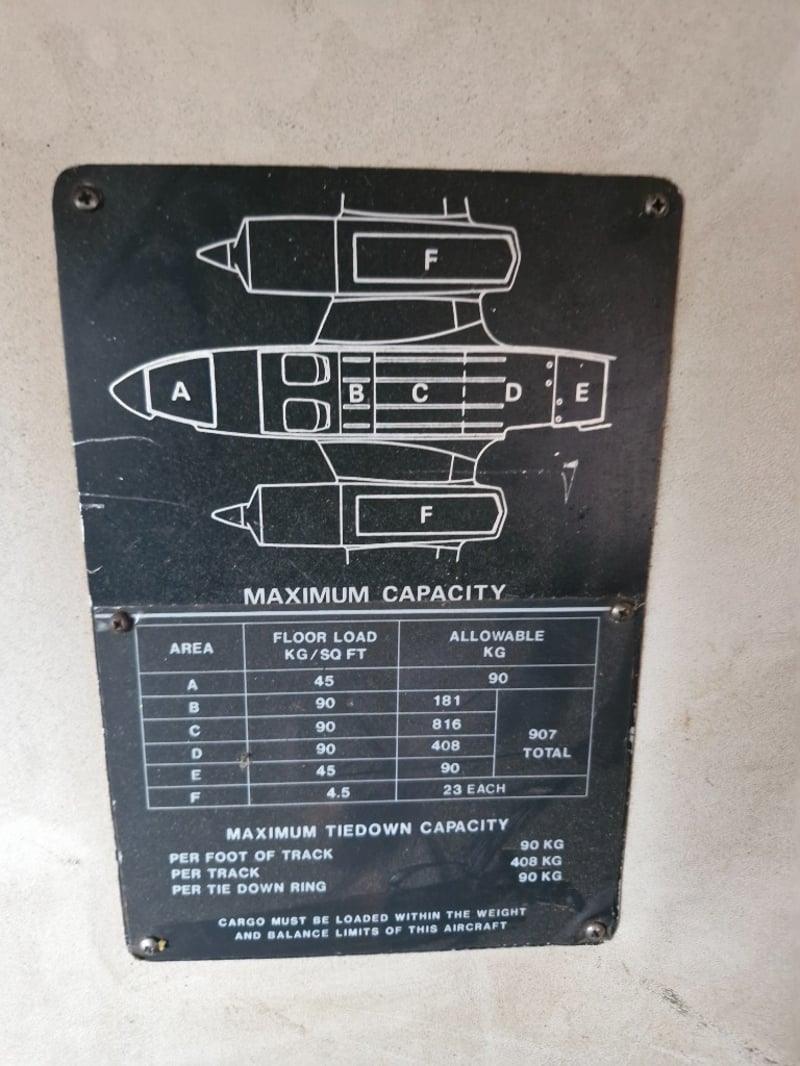 F
A B C D E
F
MAXIMUM CAPACITY
AREA FLOOR LOAD KG/SQ FT ALLOWABLE KG
A 45 90
B 90 181
C 90 816
D 90 408
E 45 90
907 TOTAL
F 4.5 23 EACH
MAXIMUM TIEDOWN CAPACITY
PER FOOT OF TRACK 90 KG
PER TRACK 408 KG
PER TIE DOWN RING 90 KG
CARGO MUST BE LOADED WITHIN THE WEIGHT
AND BALANCE LIMITS OF THIS AIRCRAFT